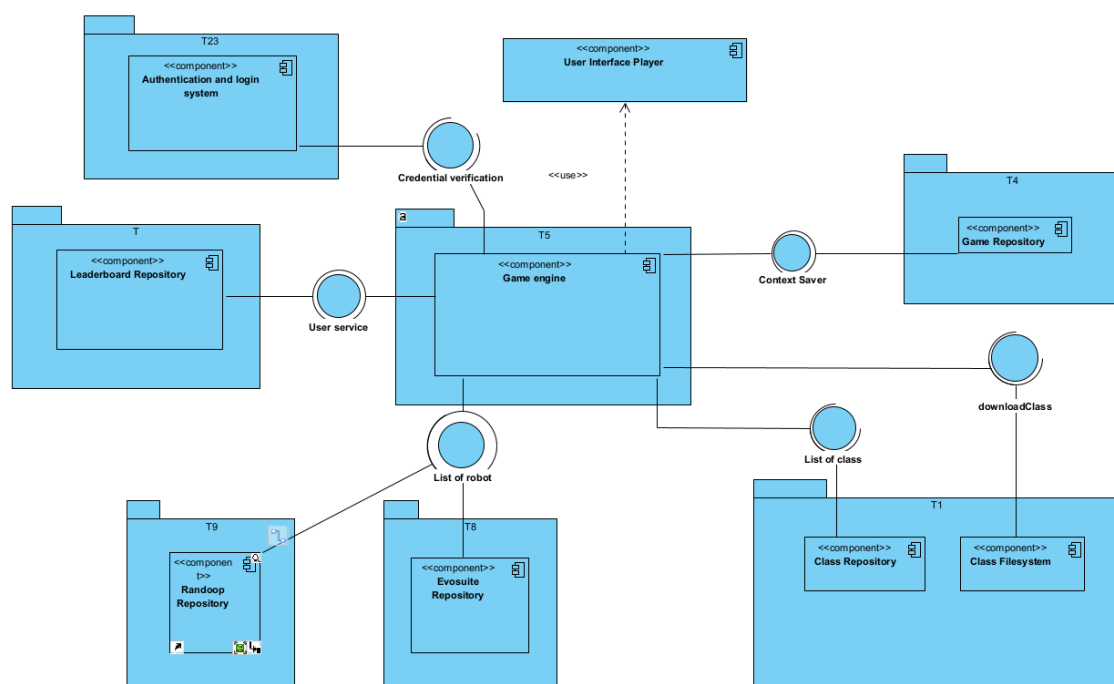 T23
<<component>>
Authentication and login
system
<<component>>
User Interface Player
Credential verification
<<use>>
T4
<<component>>
Game Repository
T
<<component>>
Leaderboard Repository
a
T5
<<component>>
Game engine
Context Saver
User service
downloadClass
List of class
List of robot
T9
<<componen
t>>
Randoop
Repository
T8
<<component>>
Evosuite
Repository
T1
<<component>>
Class Repository
<<component>>
Class Filesystem